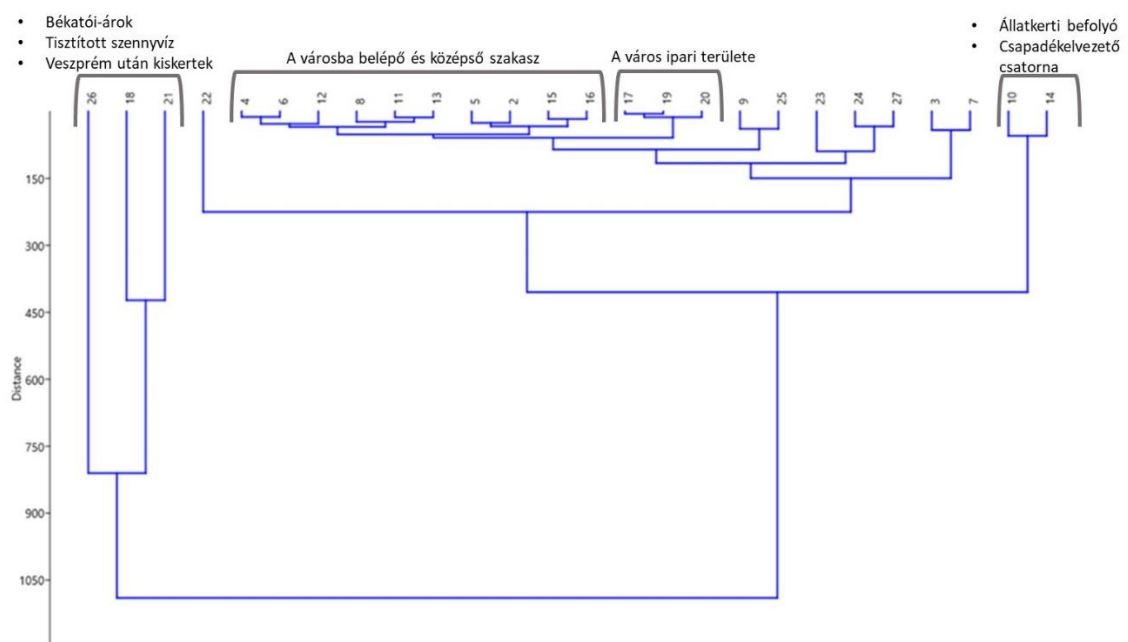 • Békatói-árok
• Tisztított szennyvíz
• Veszprém után kiskertek
A városba belépő és középső szakasz
A város ipari területe
• Állatkerti befolyó
• Csapadékelvezető
csatorna
26 18 21 22 4 6 12 8 11 13 5 2 15 16 17 19 20 9 25 23 24 27 3 7 10 14
150
300
450
600
Distance
750
900
1050